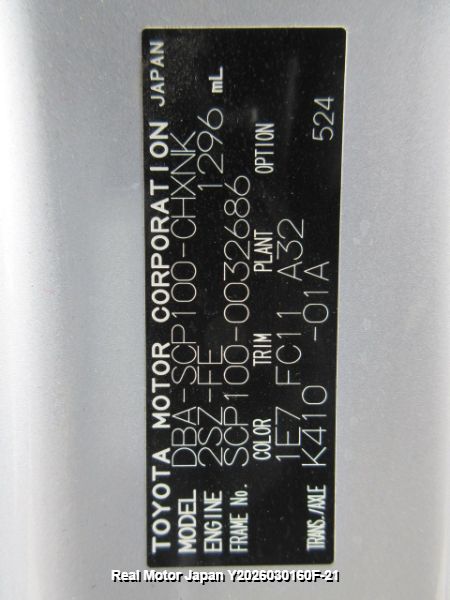 TOYOTA MOTOR CORPORATION JAPAN
MODEL DBA-SCP100-CHXNK
ENGINE 2SZ-FE 1296 mL
FRAME No. SCP100-0032686
COLOR TRIM PLANT OPTION
1E7 FC11 A32
TRANS./AXLE K410 -01A 524
Real Motor Japan Y2026030160F-21